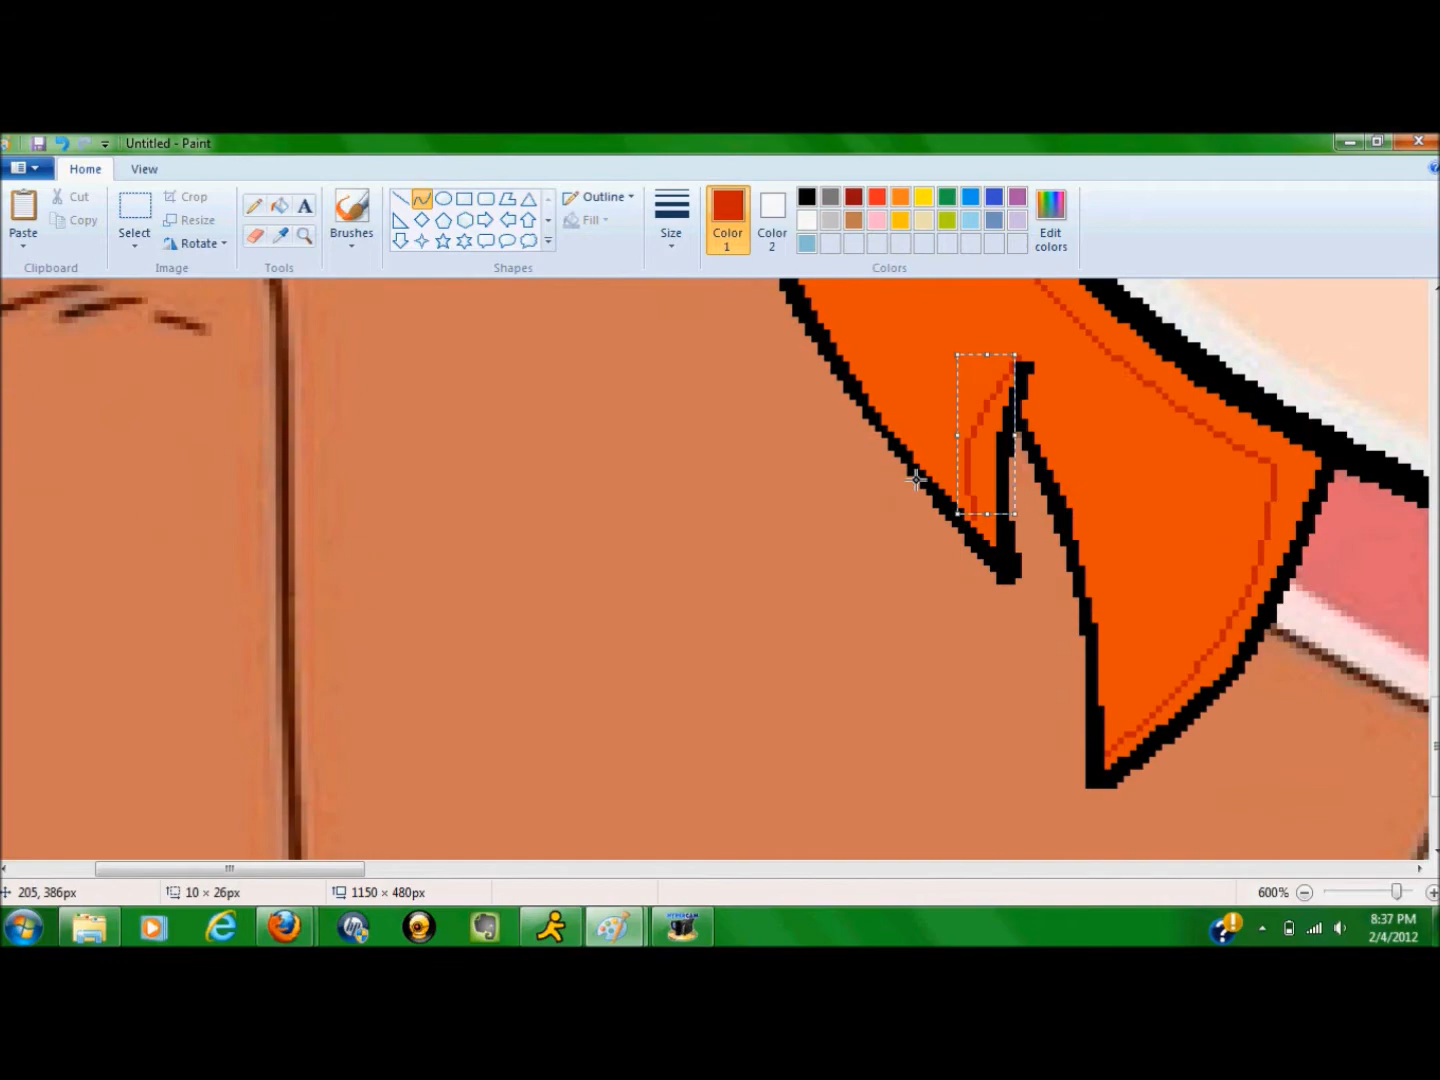 Untitled - Paint
Home View
Cut
Copy
Paste
Clipboard
Crop
Resize
Rotate
Select
Image
A
Tools
Brushes
Outline
Fill
Shapes
Size
Color 1
Color 2
Edit colors
Colors
205, 386px
10 × 26px
1150 × 480px
600%
hp
HYPERCAM
8:37 PM
2/4/2012